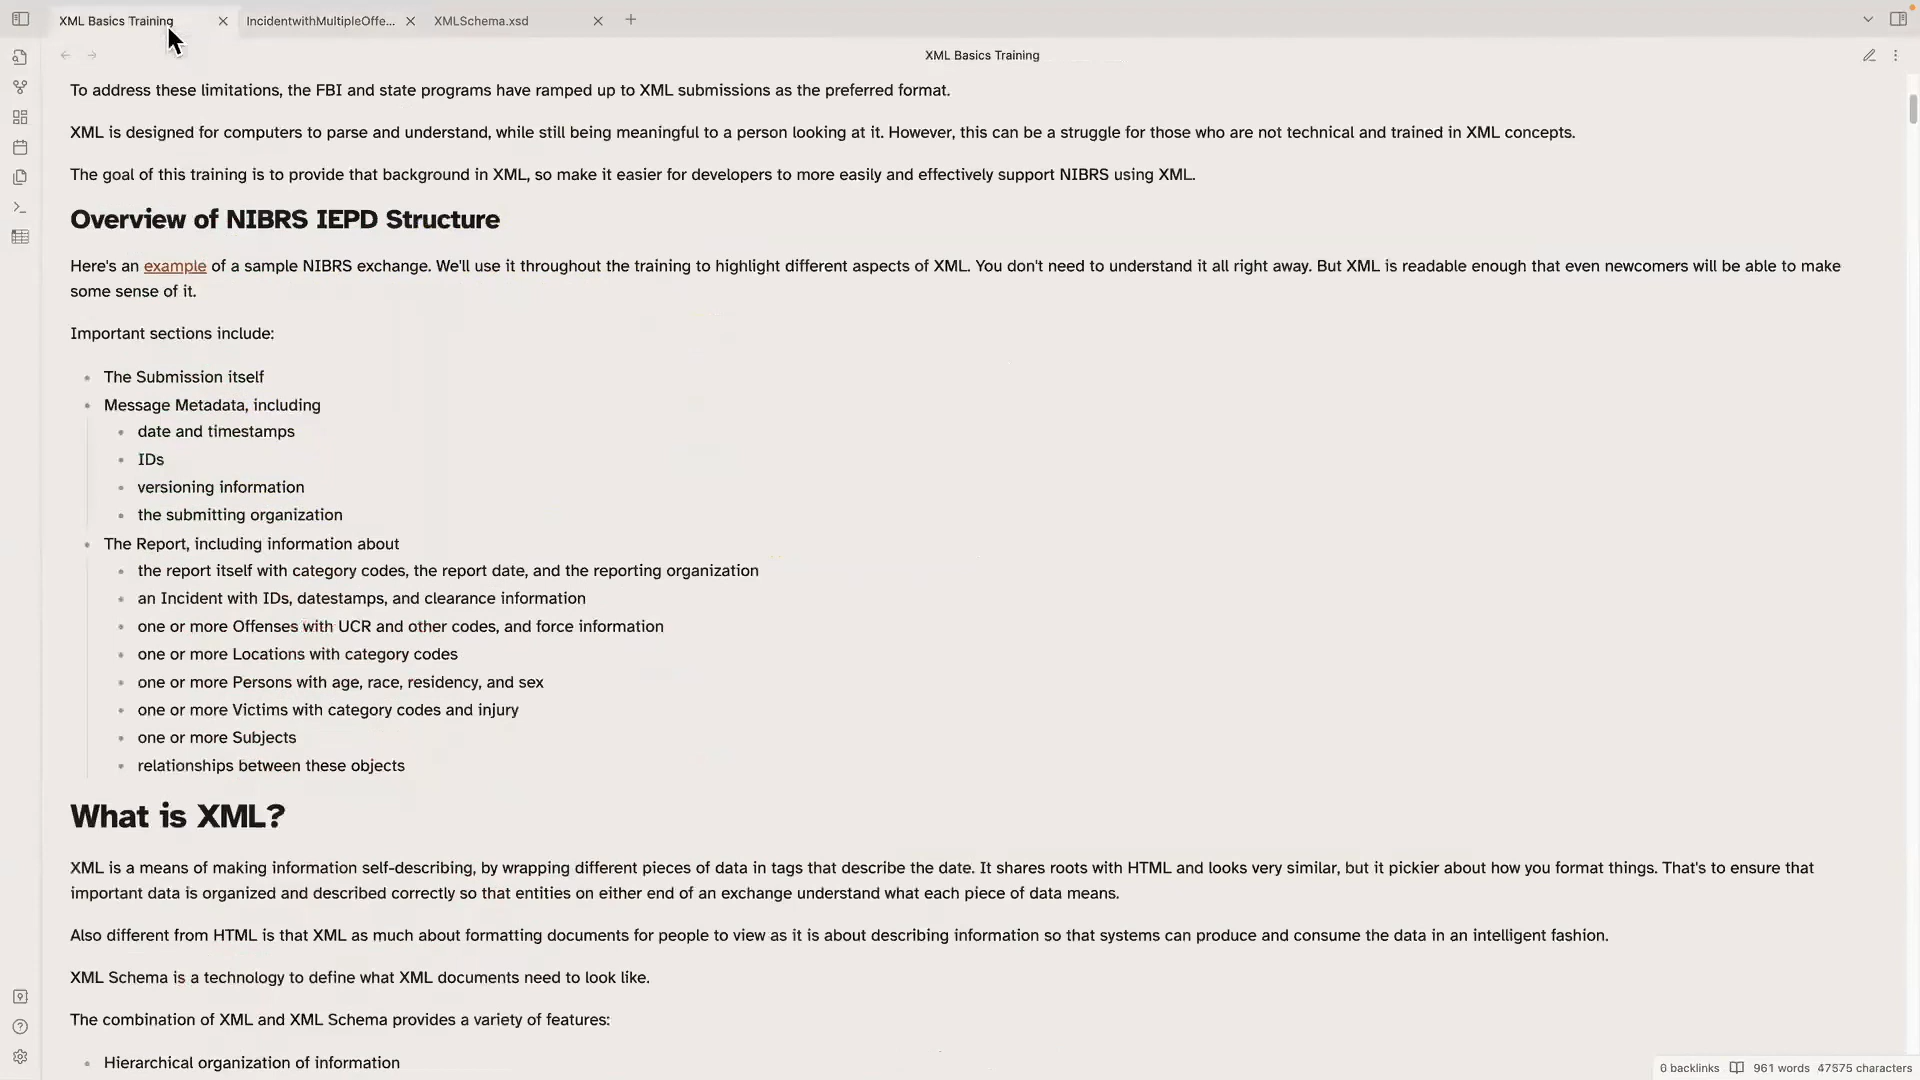 XML Basics Training
IncidentwithMultipleOffe...
XMLSchema.xsd
XML Basics Training
To address these limitations, the FBI and state programs have ramped up to XML submissions as the preferred format.
XML is designed for computers to parse and understand, while still being meaningful to a person looking at it. However, this can be a struggle for those who are not technical and trained in XML concepts.
The goal of this training is to provide that background in XML, so make it easier for developers to more easily and effectively support NIBRS using XML.
Overview of NIBRS IEPD Structure
Here's an example of a sample NIBRS exchange. We'll use it throughout the training to highlight different aspects of XML. You don't need to understand it all right away. But XML is readable enough that even newcomers will be able to make
some sense of it.
Important sections include:
The Submission itself
Message Metadata, including
date and timestamps
IDs
versioning information
the submitting organization
The Report, including information about
the report itself with category codes, the report date, and the reporting organization
an Incident with IDs, datestamps, and clearance information
one or more Offenses with UCR and other codes, and force information
one or more Locations with category codes
one or more Persons with age, race, residency, and sex
one or more Victims with category codes and injury
one or more Subjects
relationships between these objects
What is XML?
XML is a means of making information self-describing, by wrapping different pieces of data in tags that describe the date. It shares roots with HTML and looks very similar, but it pickier about how you format things. That's to ensure that
important data is organized and described correctly so that entities on either end of an exchange understand what each piece of data means.
Also different from HTML is that XML as much about formatting documents for people to view as it is about describing information so that systems can produce and consume the data in an intelligent fashion.
XML Schema is a technology to define what XML documents need to look like.
The combination of XML and XML Schema provides a variety of features:
Hierarchical organization of information
0 backlinks 961 words 47575 characters